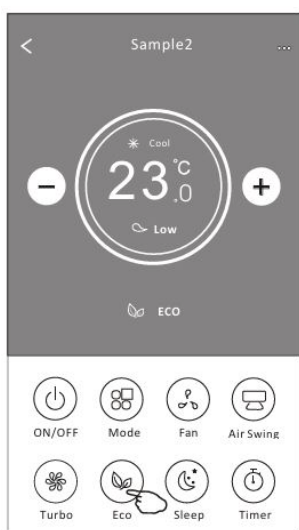 Sample2
Cool
23.0°C
Low
ECO
ON/OFF Mode Fan Air Swing
Turbo Eco Sleep Timer